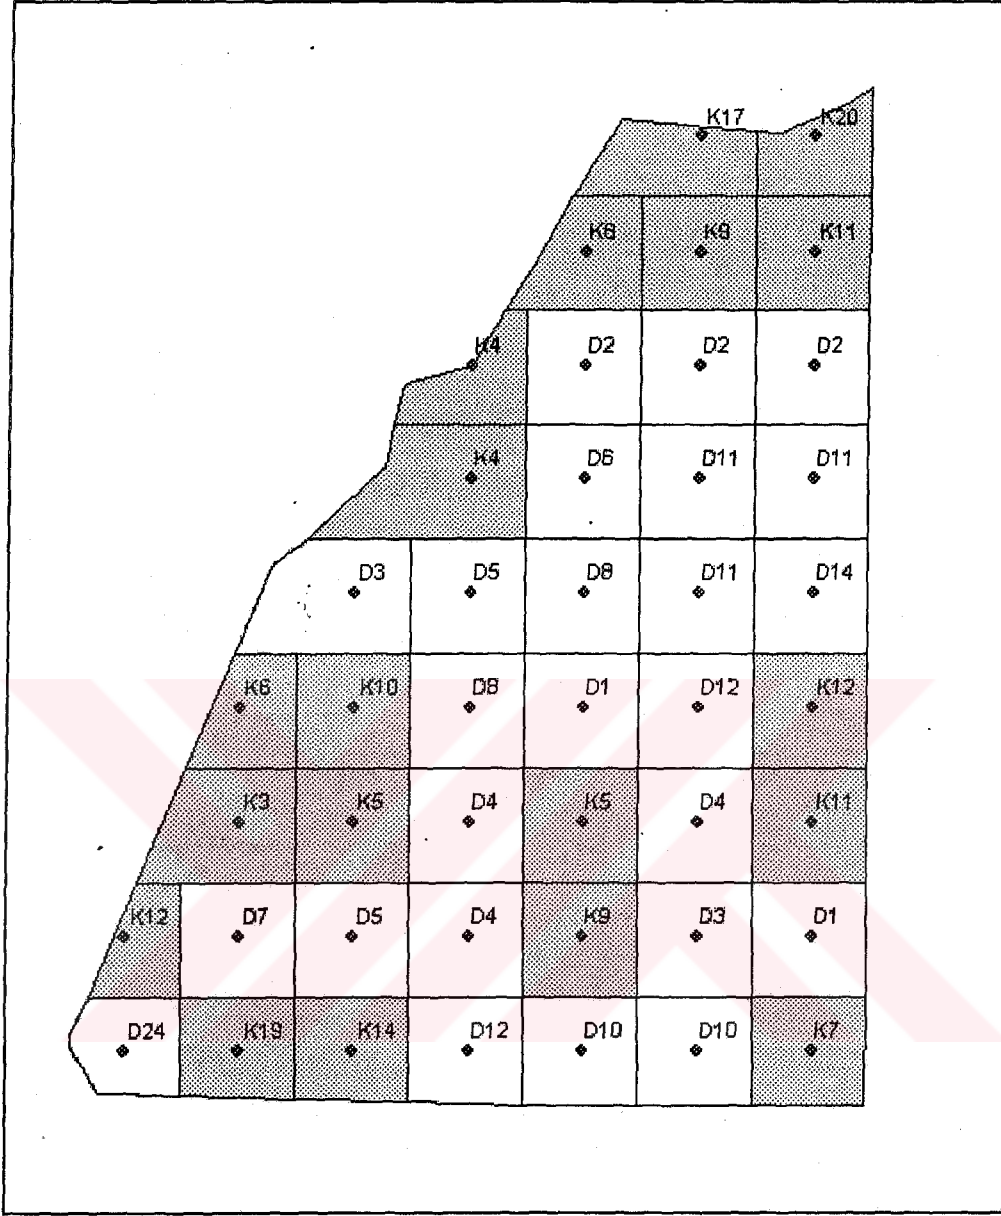 K17 K20
K8 K9 K11
K4 D2 D2 D2
K4 D6 D11 D11
D3 D5 D8 D11 D14
K6 K10 D8 D1 D12 K12
K3 K5 D4 K5 D4 K11
K12 D7 D5 D4 K9 D3 D1
D24 K19 K14 D12 D10 D10 K7